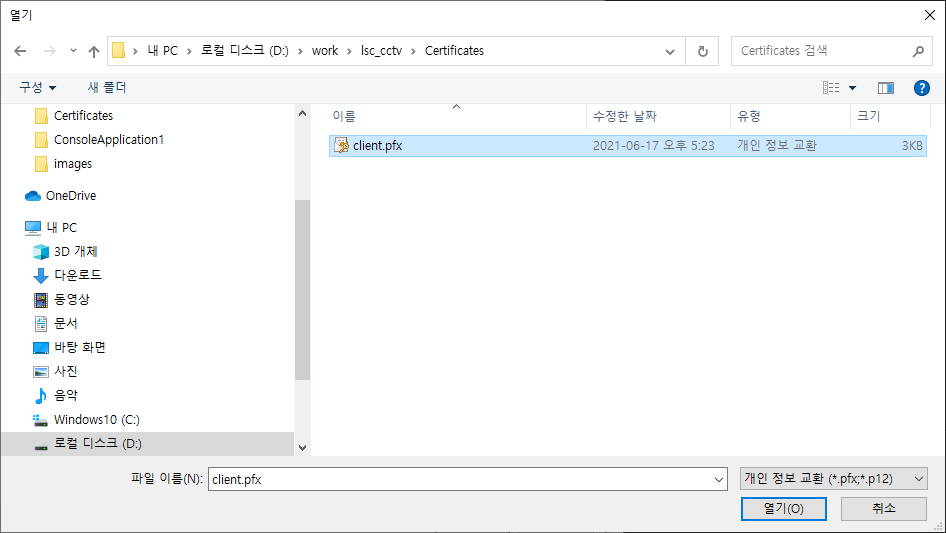 열기
내 PC > 로컬 디스크 (D:) > work > lsc_cctv > Certificates
Certificates 검색
구성
새 폴더
Certificates
ConsoleApplication1
images
OneDrive
내 PC
3D 개체
다운로드
동영상
문서
바탕 화면
사진
음악
Windows10 (C:)
로컬 디스크 (D:)
이름 수정한 날짜 유형 크기
client.pfx 2021-06-17 오후 5:23 개인 정보 교환 3KB
파일 이름(N): client.pfx 개인 정보 교환 (*.pfx;*.p12)
열기(O) 취소